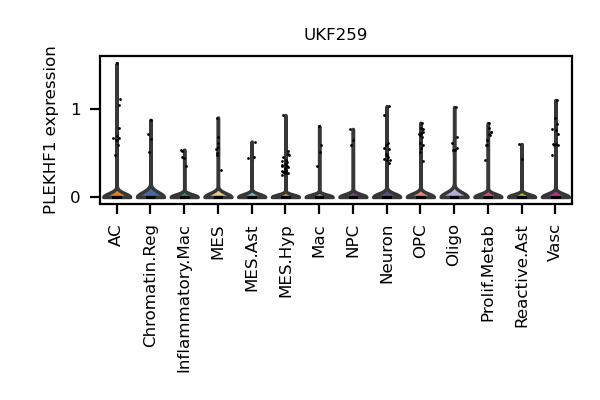 UKF259
PLEKHF1 expression
1
0
AC
Chromatin.Reg
Inflammatory.Mac
MES
MES.Ast
MES.Hyp
Mac
NPC
Neuron
OPC
Oligo
Prolif.Metab
Reactive.Ast
Vasc